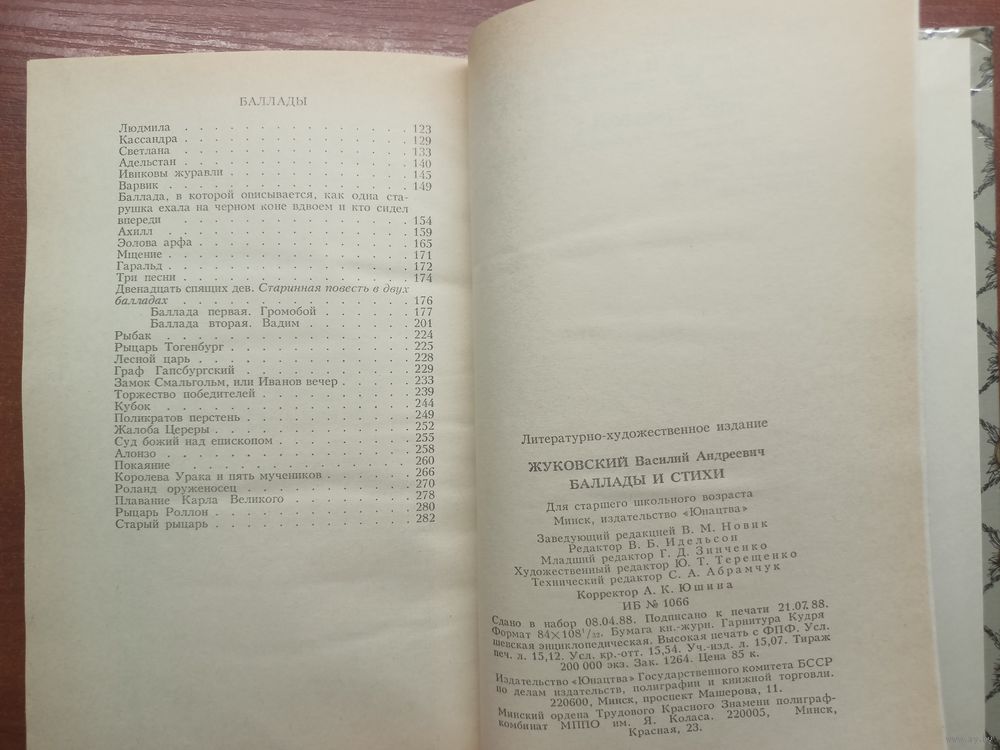 БАЛЛАДЫ
Людмила . . . . . . . . . . . . . . . 123
Кассандра . . . . . . . . . . . . . . . 129
Светлана . . . . . . . . . . . . . . . 133
Адельстан . . . . . . . . . . . . . . . 140
Ивиковы журавли . . . . . . . . . . . . 145
Варвик . . . . . . . . . . . . . . . . 149
Баллада, в которой описывается, как одна ста-
рушка ехала на черном коне вдвоем и кто сидел
впереди . . . . . . . . . . . . . . . 154
Ахилл . . . . . . . . . . . . . . . . 159
Эолова арфа . . . . . . . . . . . . . . 165
Мщение . . . . . . . . . . . . . . . . 171
Гаральд . . . . . . . . . . . . . . . . 172
Три песни . . . . . . . . . . . . . . . 174
Двенадцать спящих дев. Старинная повесть в двух
балладах . . . . . . . . . . . . . . . 176
Баллада первая. Громобой . . . . . . 177
Баллада вторая. Вадим . . . . . . . 201
Рыбак . . . . . . . . . . . . . . . . 224
Рыцарь Тогенбург . . . . . . . . . . . . 225
Лесной царь . . . . . . . . . . . . . . 228
Граф Гапсбургский . . . . . . . . . . . 229
Замок Смальгольм, или Иванов вечер . . . . . 233
Торжество победителей . . . . . . . . . . 239
Кубок . . . . . . . . . . . . . . . . 244
Поликратов перстень . . . . . . . . . . . 249
Жалоба Цереры . . . . . . . . . . . . . 252
Суд божий над епископом . . . . . . . . . 255
Алонзо . . . . . . . . . . . . . . . . 258
Покаяние . . . . . . . . . . . . . . . 260
Королева Урака и пять мучеников . . . . . . 266
Роланд оруженосец . . . . . . . . . . . 270
Плавание Карла Великого . . . . . . . . . 278
Рыцарь Роллон . . . . . . . . . . . . . 280
Старый рыцарь . . . . . . . . . . . . . 282
Литературно-художественное издание
ЖУКОВСКИЙ Василий Андреевич
БАЛЛАДЫ И СТИХИ
Для старшего школьного возраста
Минск, издательство «Юнацтва»
Заведующий редакцией В. М. Новик
Редактор В. Б. Идельсон
Младший редактор Г. Д. Зинченко
Художественный редактор Ю. Т. Терещенко
Технический редактор С. А. Абрамчук
Корректор А. К. Юшина
ИБ № 1066
Сдано в набор 08.04.88. Подписано к печати 21.07.88.
Формат 84×108¹/₃₂. Бумага кн.-журн. Гарнитура Кудря
шевская энциклопедическая. Высокая печать с ФПФ. Усл.
печ. л. 15,12. Усл. кр.-отт. 15,54. Уч.-изд. л. 15,07. Тираж
200 000 экз. Зак. 1264. Цена 85 к.
Издательство «Юнацтва» Государственного комитета БССР
по делам издательств, полиграфии и книжной торговли.
220600, Минск, проспект Машерова, 11.
Минский ордена Трудового Красного Знамени полиграф-
комбинат МППО им. Я. Коласа. 220005, Минск,
Красная, 23.